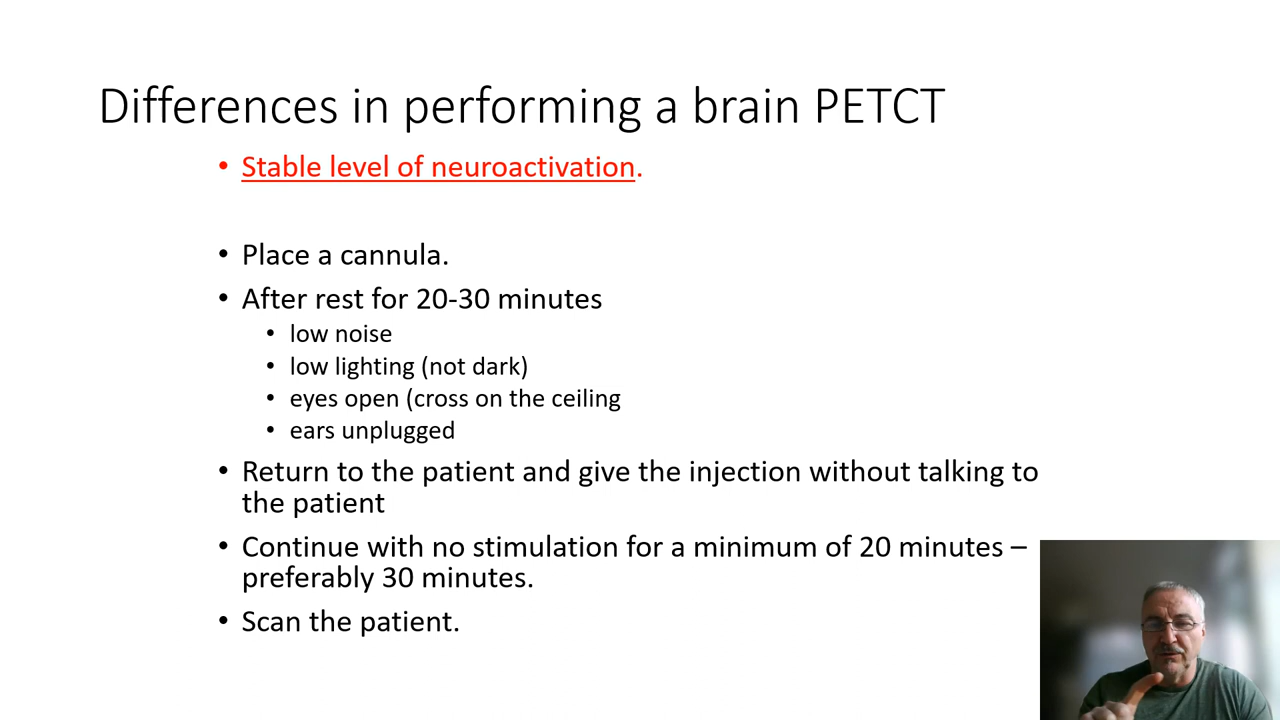 Differences in performing a brain PETCT
• Stable level of neuroactivation.
• Place a cannula.
• After rest for 20-30 minutes
• low noise
• low lighting (not dark)
• eyes open (cross on the ceiling
• ears unplugged
• Return to the patient and give the injection without talking to
the patient
• Continue with no stimulation for a minimum of 20 minutes –
preferably 30 minutes.
• Scan the patient.